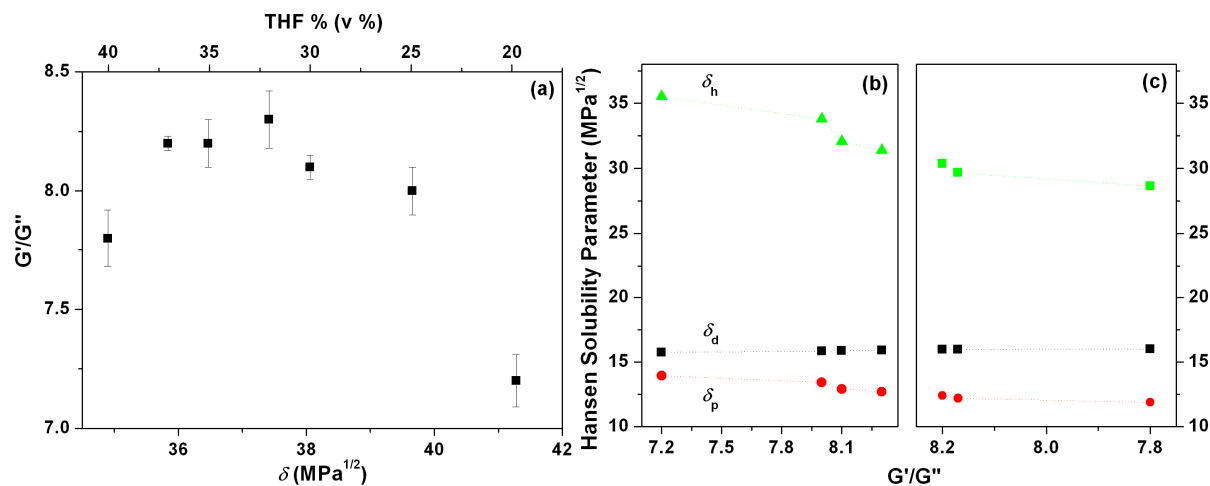 THF % (v %)
40 35 30 25 20
(a)
8.5
8.0
7.5
7.0
G'/G''
36 38 40 42
δ (MPa1/2)
Hansen Solubility Parameter (MPa1/2)
(b)
δh
δd
δp
35
30
25
20
15
10
7.2 7.5 7.8 8.1
(c)
35
30
25
20
15
10
8.2 8.0 7.8
G'/G''